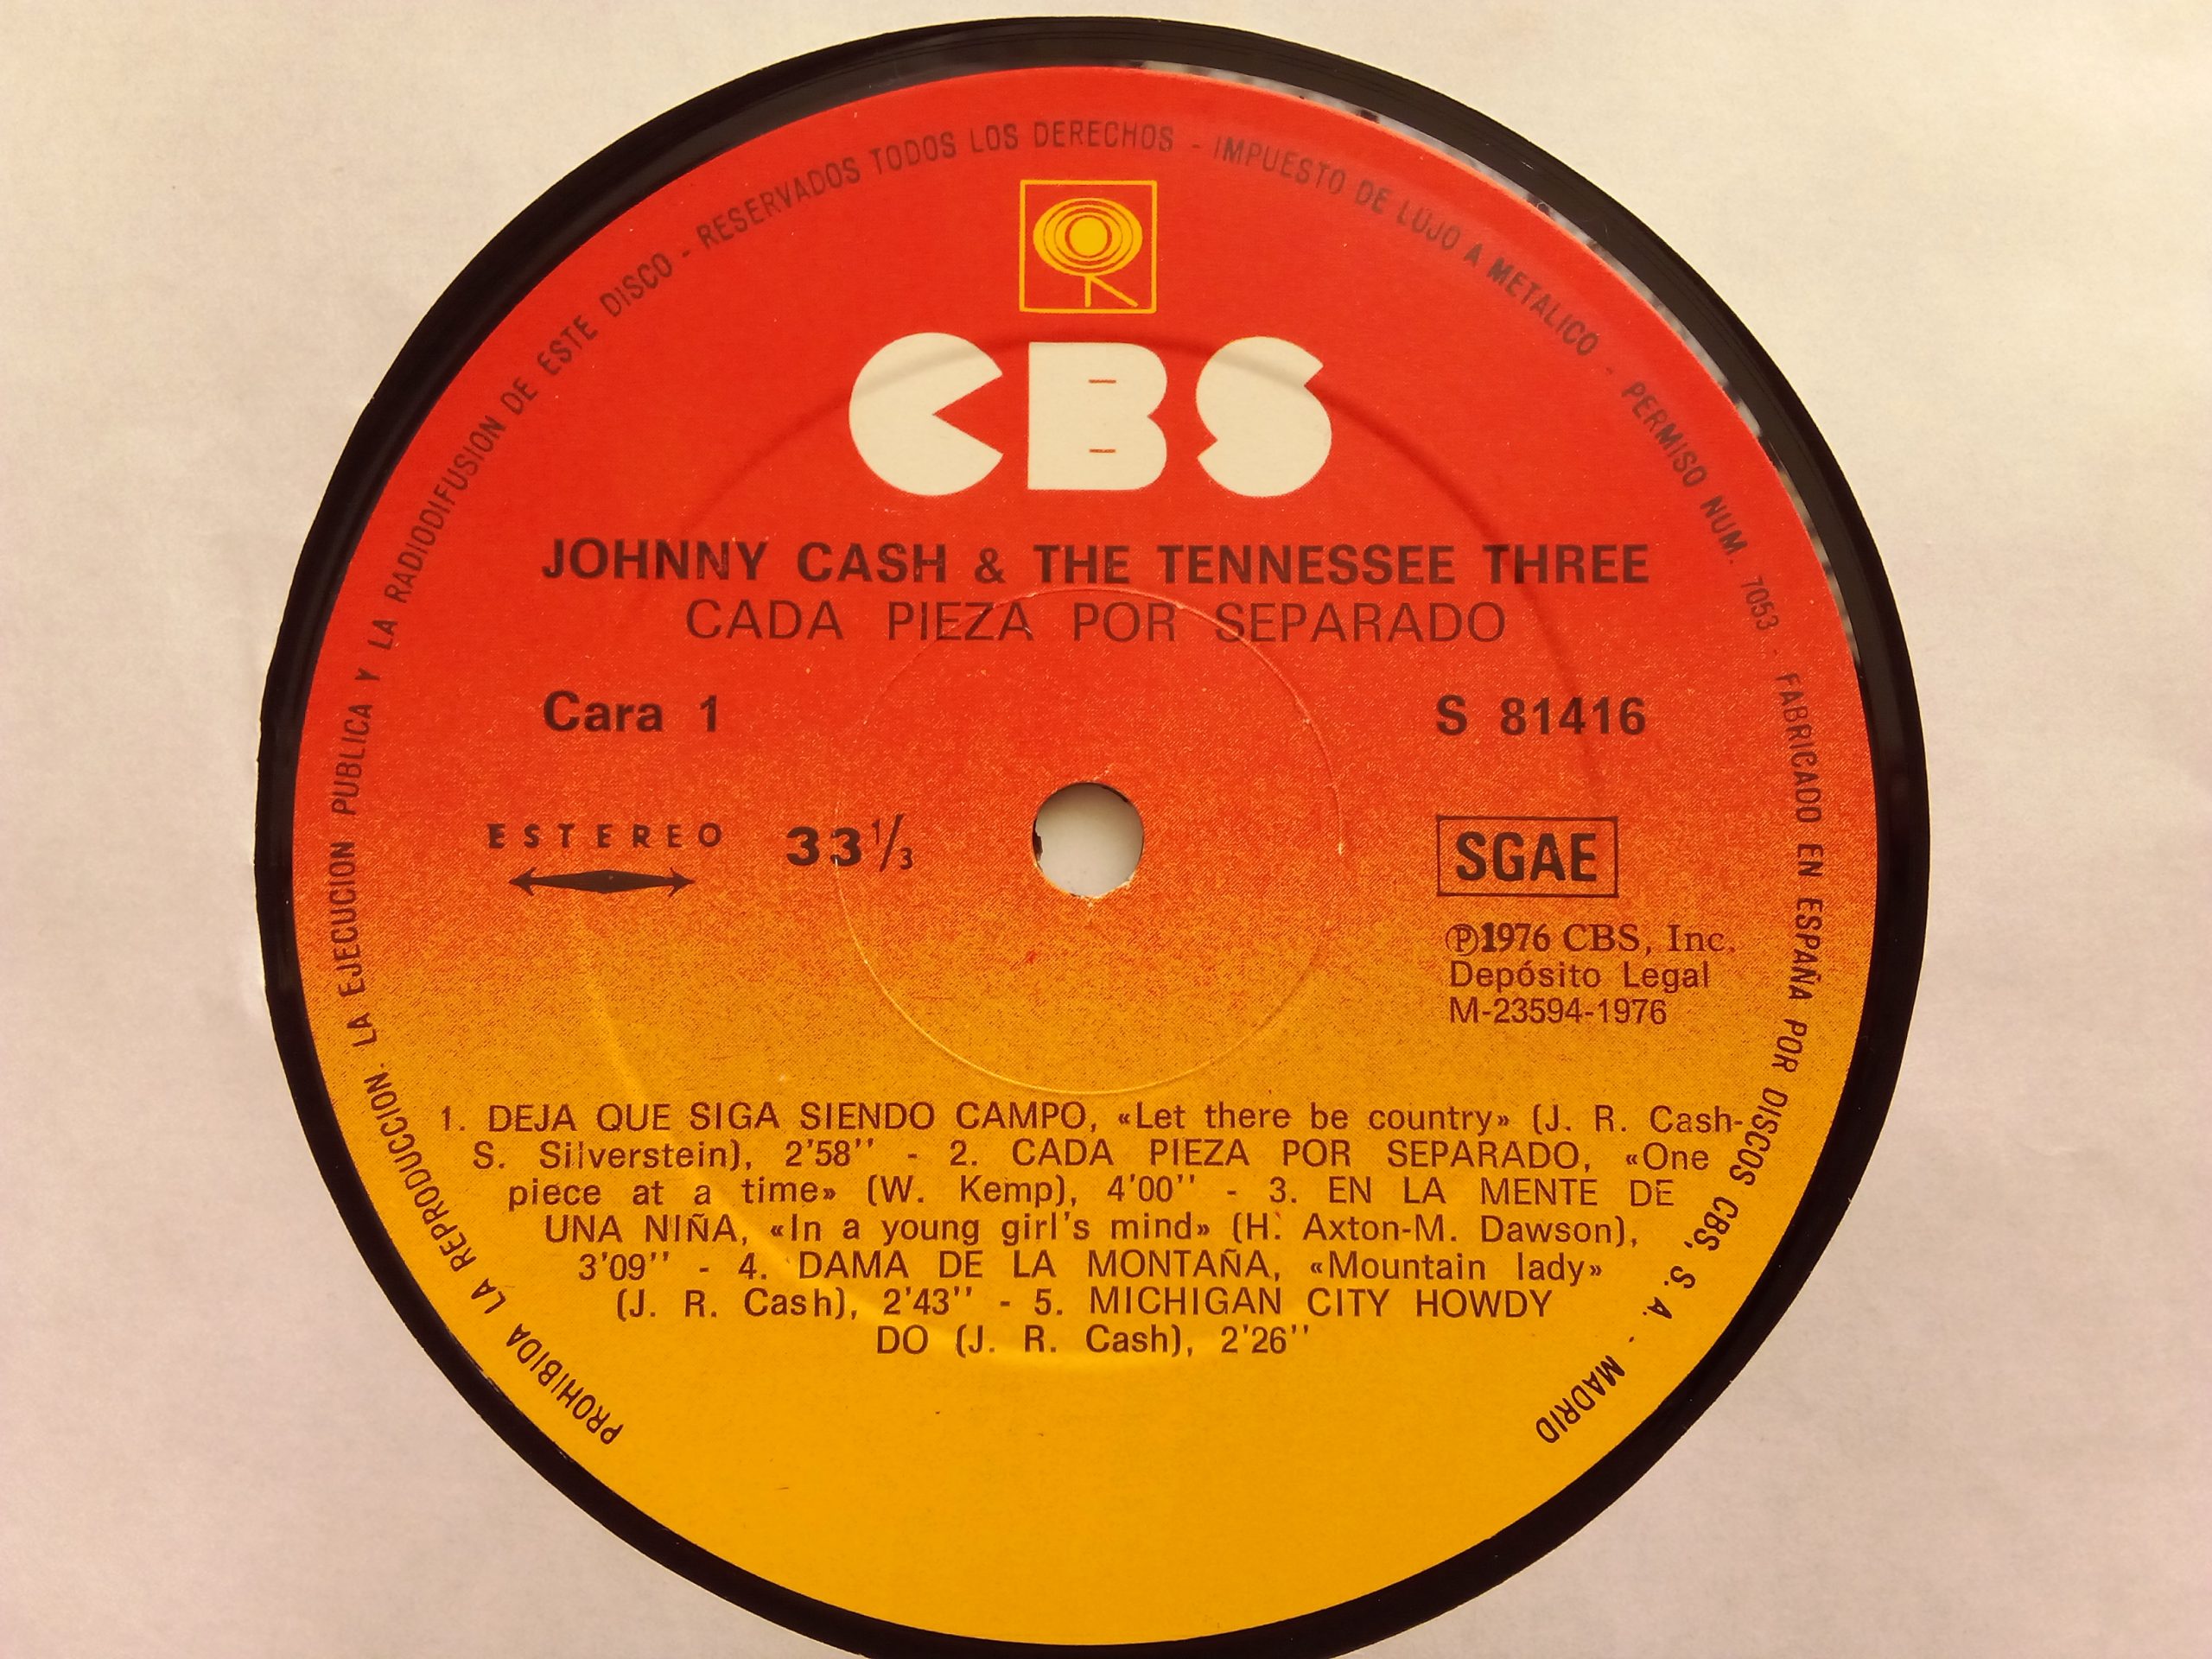 PROHIBIDA LA REPRODUCCION- LA EJECUCION PUBLICA Y LA RADIODIFUSION DE ESTE DISCO - RESERVADOS TODOS LOS DERECHOS - IMPUESTO DE LUJO A METALICO - PERMISO NUM. 7053 - FABRICADO EN ESPAÑA POR DISCOS CBS, S. A. - MADRID
CBS
JOHNNY CASH & THE TENNESSEE THREE
CADA PIEZA POR SEPARADO
Cara 1
S 81416
ESTEREO
33 1/3
SGAE
Ⓟ1976 CBS, Inc.
Depósito Legal
M-23594-1976
1. DEJA QUE SIGA SIENDO CAMPO, «Let there be country» (J. R. Cash-
S. Silverstein), 2'58'' - 2. CADA PIEZA POR SEPARADO, «One
piece at a time» (W. Kemp), 4'00'' - 3. EN LA MENTE DE
UNA NIÑA, «In a young girl's mind» (H. Axton-M. Dawson),
3'09'' - 4. DAMA DE LA MONTAÑA, «Mountain lady»
(J. R. Cash), 2'43'' - 5. MICHIGAN CITY HOWDY
DO (J. R. Cash), 2'26''